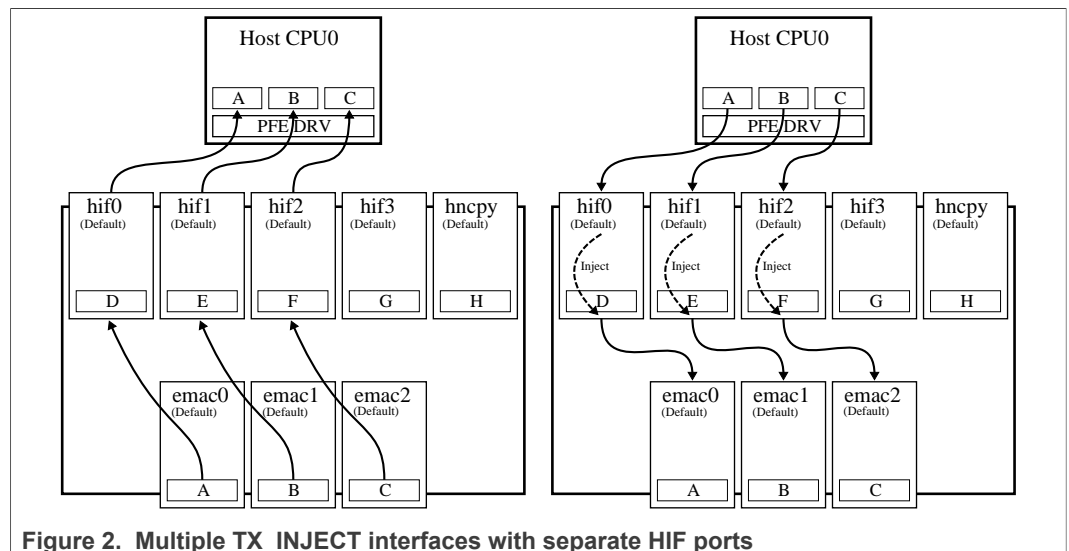 Host CPU0 Host CPU0
A B C A B C
PFE DRV PFE DRV
hif0 hif1 hif2 hif3 hncpy hif0 hif1 hif2 hif3 hncpy
(Default) (Default) (Default) (Default) (Default) (Default) (Default) (Default) (Default) (Default)
Inject Inject Inject
D E F G H D E F G H
emac0 emac1 emac2 emac0 emac1 emac2
(Default) (Default) (Default) (Default) (Default) (Default)
A B C A B C
Figure 2. Multiple TX_INJECT interfaces with separate HIF ports